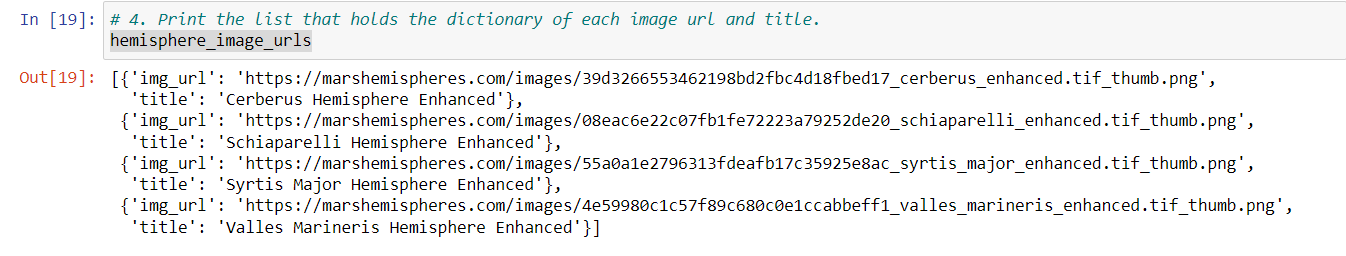 In [19]: # 4. Print the list that holds the dictionary of each image url and title.
hemisphere_image_urls
Out[19]: [{'img_url': 'https://marshemispheres.com/images/39d3266553462198bd2fbc4d18fbed17_cerberus_enhanced.tif_thumb.png',
'title': 'Cerberus Hemisphere Enhanced'},
{'img_url': 'https://marshemispheres.com/images/08eac6e22c07fb1fe72223a79252de20_schiaparelli_enhanced.tif_thumb.png',
'title': 'Schiaparelli Hemisphere Enhanced'},
{'img_url': 'https://marshemispheres.com/images/55a0a1e2796313fdeafb17c35925e8ac_syrtis_major_enhanced.tif_thumb.png',
'title': 'Syrtis Major Hemisphere Enhanced'},
{'img_url': 'https://marshemispheres.com/images/4e59980c1c57f89c680c0e1ccabbeff1_valles_marineris_enhanced.tif_thumb.png',
'title': 'Valles Marineris Hemisphere Enhanced'}]